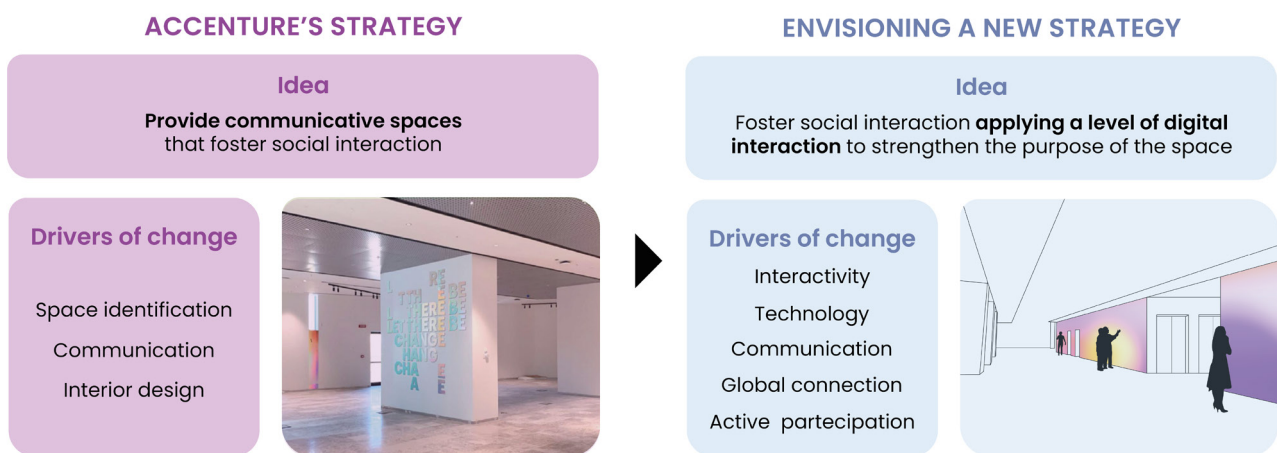 ACCENTURE'S STRATEGY
Idea
Provide communicative spaces
that foster social interaction
Drivers of change
Space identification
Communication
Interior design
ENVISIONING A NEW STRATEGY
Idea
Foster social interaction applying a level of digital
interaction to strengthen the purpose of the space
Drivers of change
Interactivity
Technology
Communication
Global connection
Active partecipation